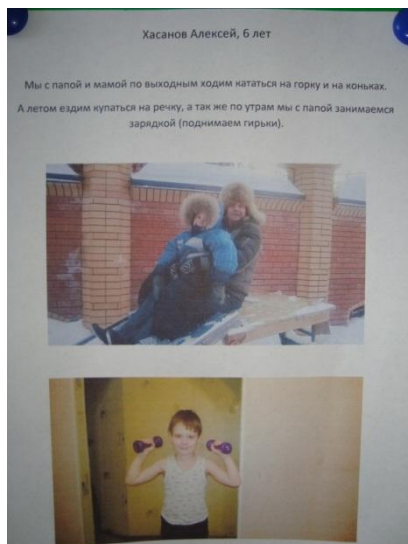 Хасанов Алексей, 6 лет
Мы с папой и мамой по выходным ходим кататься на горку и на коньках.
А летом ездим купаться на речку, а так же по утрам мы с папой занимаемся
зарядкой (поднимаем гирьки).